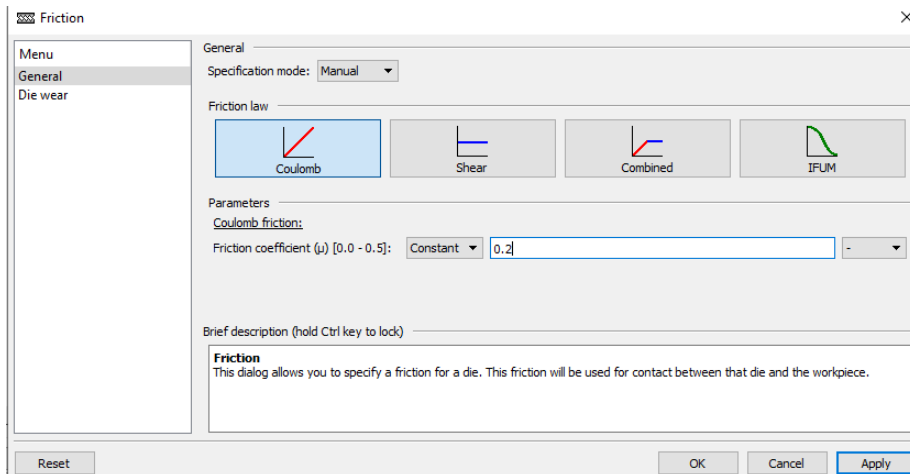 Friction
Menu
General
Die wear
General
Specification mode: Manual
Friction law
Coulomb
Shear
Combined
IFUM
Parameters
Coulomb friction:
Friction coefficient (μ) [0.0 - 0.5]: Constant 0.2 -
Brief description (hold Ctrl key to lock)
Friction
This dialog allows you to specify a friction for a die. This friction will be used for contact between that die and the workpiece.
Reset OK Cancel Apply